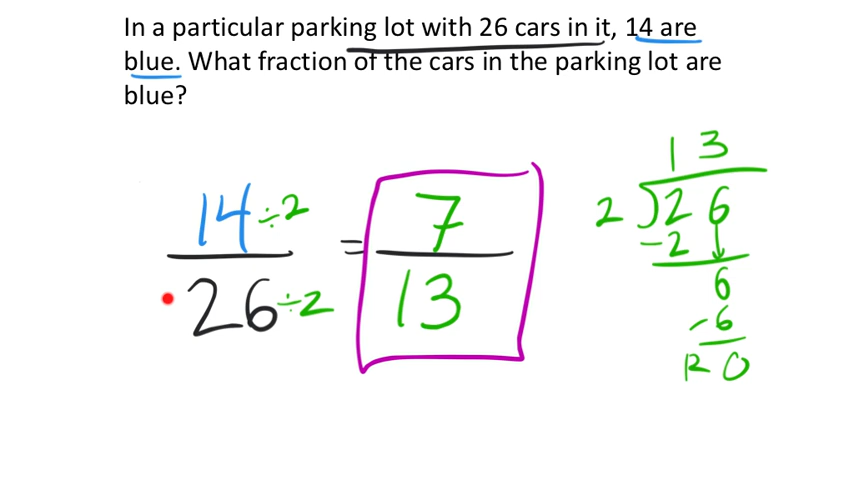 In a particular parking lot with 26 cars in it, 14 are
blue. What fraction of the cars in the parking lot are
blue?
14 ÷2
26 ÷2
=
7
13
13
2 ) 26
-2
6
-6
R 0